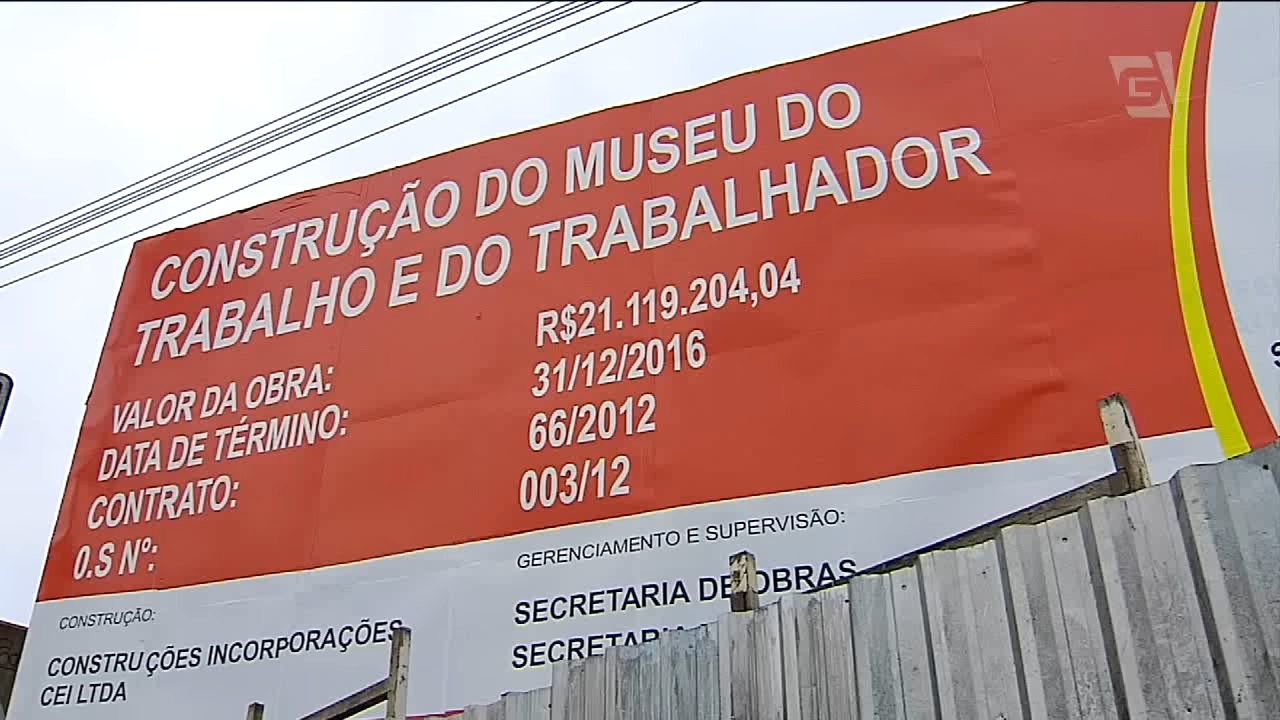 CONSTRUÇÃO DO MUSEU DO
TRABALHO E DO TRABALHADOR
VALOR DA OBRA: R$21.119.204,04
DATA DE TÉRMINO: 31/12/2016
CONTRATO: 66/2012
O.S Nº: 003/12
CONSTRUÇÃO:
CONSTRUÇÕES INCORPORAÇÕES
CEI LTDA
GERENCIAMENTO E SUPERVISÃO:
SECRETARIA DE OBRAS
SECRETARIA